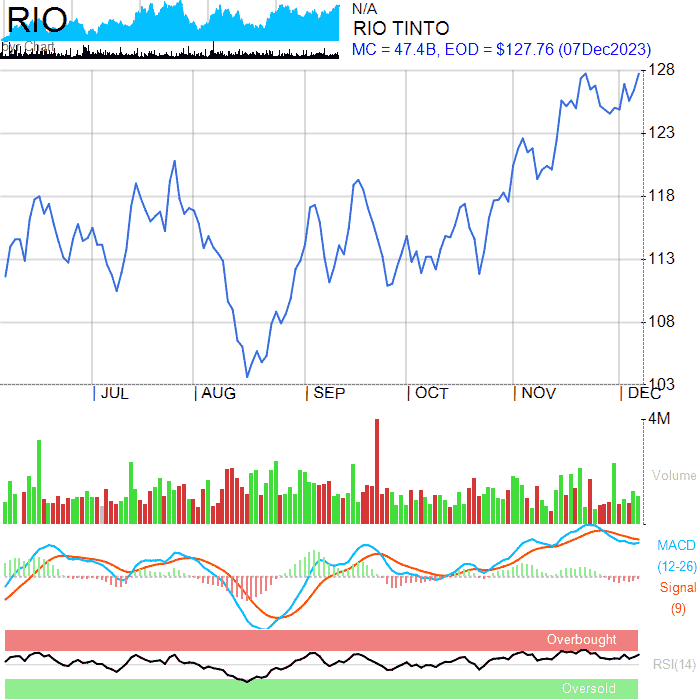 RIO
N/A
RIO TINTO
MC = 47.4B, EOD = $127.76 (07Dec2023)
128
123
118
113
108
103
JUL AUG SEP OCT NOV DEC
4M
Volume
MACD
(12-26)
Signal
(9)
Overbought
RSI(14)
Oversold